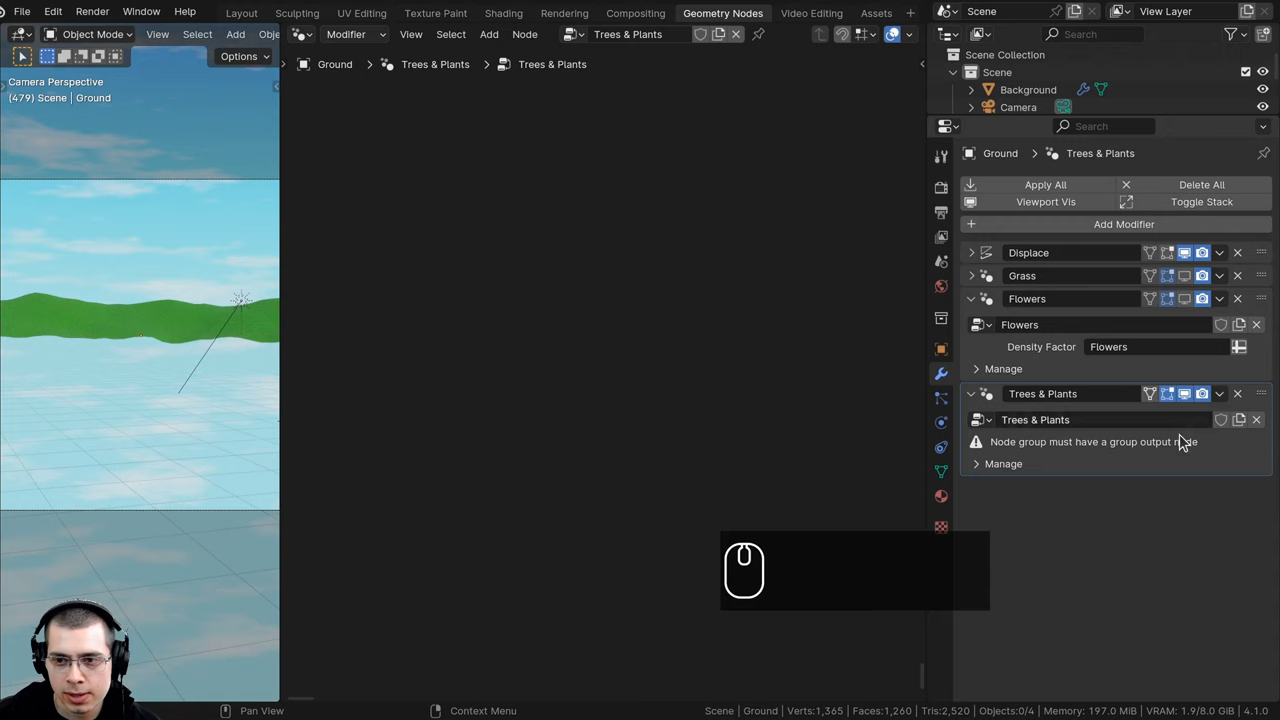 File Edit Render Window Help Layout Sculpting UV Editing Texture Paint Shading Rendering Compositing Geometry Nodes Video Editing Assets Scene View Layer
Object Mode View Select Add Obje Modifier View Select Add Node Trees & Plants Search
Options
Ground Trees & Plants Trees & Plants
Camera Perspective
(479) Scene | Ground
Scene Collection
Scene
Background
Camera
Search
Ground Trees & Plants
Apply All Delete All
Viewport Vis Toggle Stack
Add Modifier
Displace
Grass
Flowers
Flowers
Density Factor Flowers
Manage
Trees & Plants
Trees & Plants
Node group must have a group output node
Manage
Pan View Context Menu Scene | Ground | Verts:1,365 | Faces:1,260 | Tris:2,520 | Objects:0/4 | Memory: 197.0 MiB | VRAM: 1.9/8.0 GiB | 4.1.0